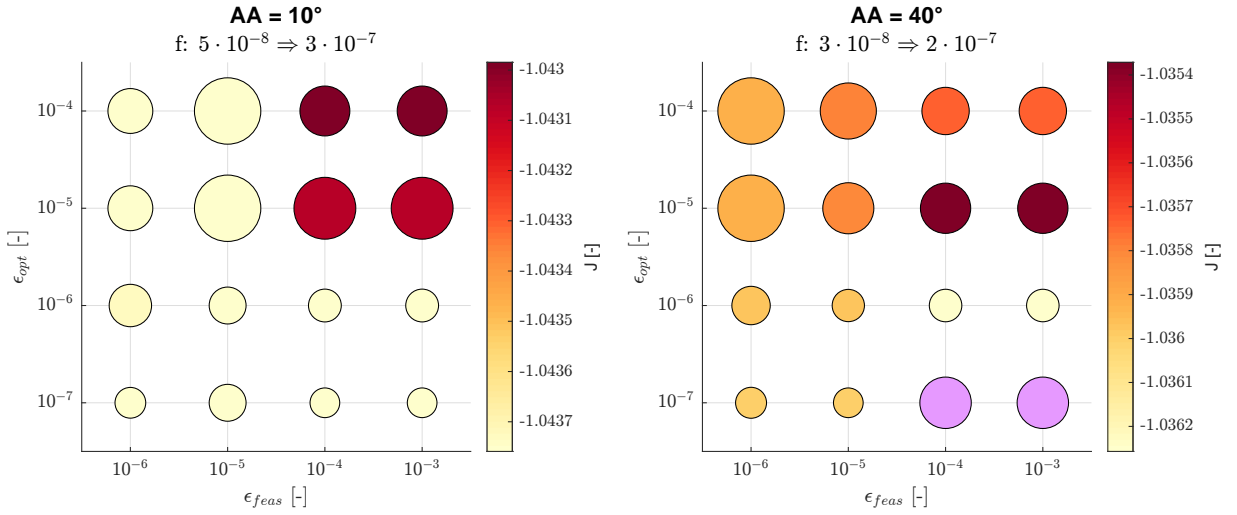 AA = 10°
f: 5 · 10⁻⁸ ⇒ 3 · 10⁻⁷
10⁻⁴
10⁻⁵
10⁻⁶
10⁻⁷
ϵ_opt [-]
10⁻⁶ 10⁻⁵ 10⁻⁴ 10⁻³
ϵ_feas [-]
-1.043
-1.0431
-1.0432
-1.0433
-1.0434
-1.0435
-1.0436
-1.0437
J [-]
AA = 40°
f: 3 · 10⁻⁸ ⇒ 2 · 10⁻⁷
10⁻⁴
10⁻⁵
10⁻⁶
10⁻⁷
ϵ_opt [-]
10⁻⁶ 10⁻⁵ 10⁻⁴ 10⁻³
ϵ_feas [-]
-1.0354
-1.0355
-1.0356
-1.0357
-1.0358
-1.0359
-1.036
-1.0361
-1.0362
J [-]